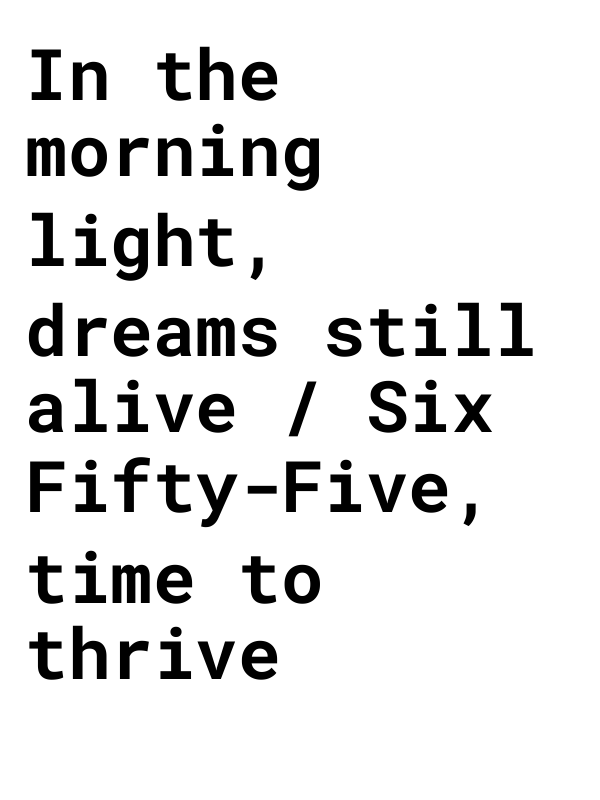 In the
morning
light,
dreams still
alive / Six
Fifty-Five,
time to
thrive